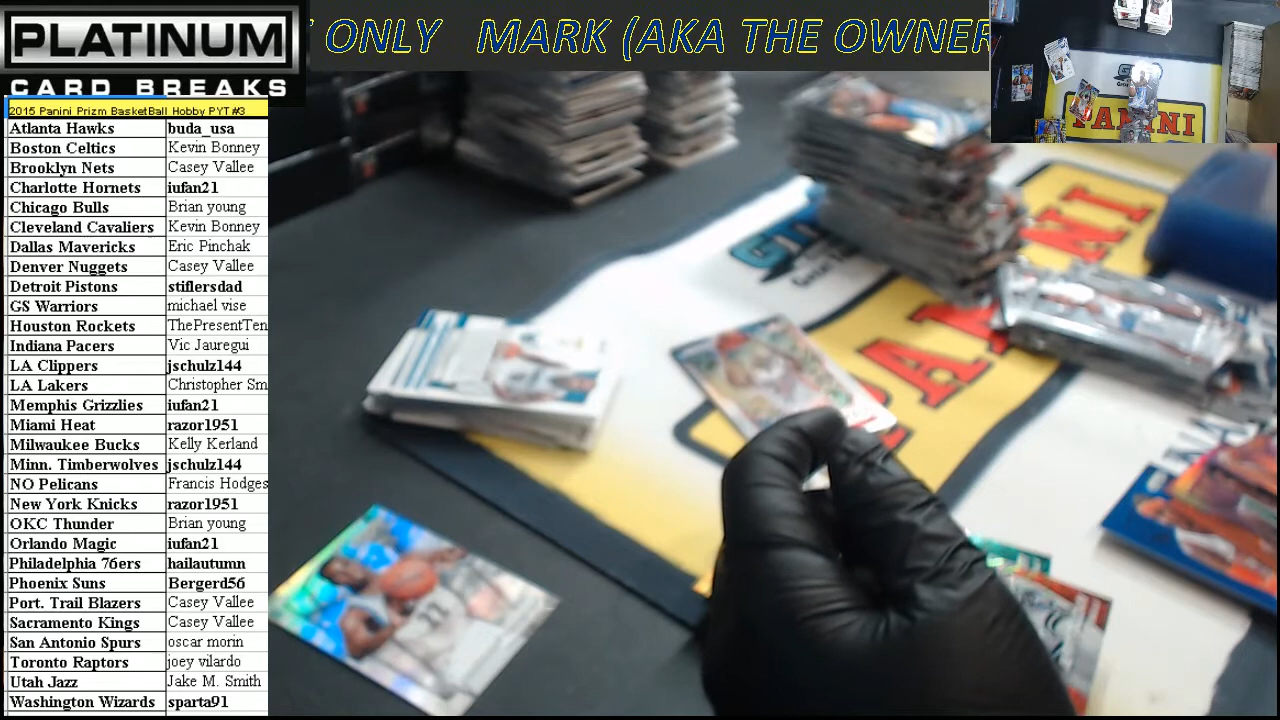 PLATINUM
CARD BREAKS
ONLY MARK (AKA THE OWNER
2015 Panini Prizm BasketBall Hobby PYT #3
Atlanta Hawks buda_usa
Boston Celtics Kevin Bonney
Brooklyn Nets Casey Vallee
Charlotte Hornets iufan21
Chicago Bulls Brian young
Cleveland Cavaliers Kevin Bonney
Dallas Mavericks Eric Pinchak
Denver Nuggets Casey Vallee
Detroit Pistons stiflersdad
GS Warriors michael vise
Houston Rockets ThePresentTen
Indiana Pacers Vic Jauregui
LA Clippers jschulz144
LA Lakers Christopher Sm
Memphis Grizzlies iufan21
Miami Heat razor1951
Milwaukee Bucks Kelly Kerland
Minn. Timberwolves jschulz144
NO Pelicans Francis Hodges
New York Knicks razor1951
OKC Thunder Brian young
Orlando Magic iufan21
Philadelphia 76ers hailautumn
Phoenix Suns Bergerd56
Port. Trail Blazers Casey Vallee
Sacramento Kings Casey Vallee
San Antonio Spurs oscar morin
Toronto Raptors joey vilardo
Utah Jazz Jake M. Smith
Washington Wizards sparta91
PANINI
PANINI